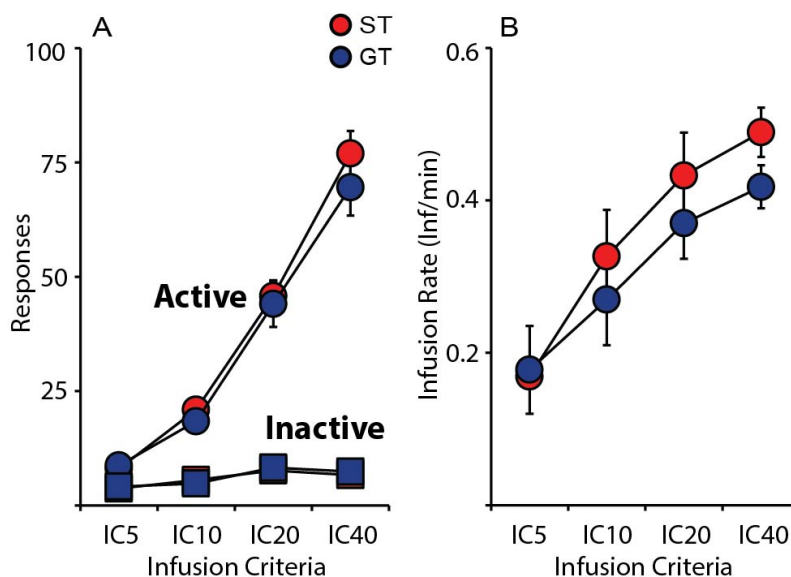 A
ST
GT
100
75
50
25
Responses
Active
Inactive
IC5 IC10 IC20 IC40
Infusion Criteria
B
0.6
0.4
0.2
Infusion Rate (Inf/min)
IC5 IC10 IC20 IC40
Infusion Criteria